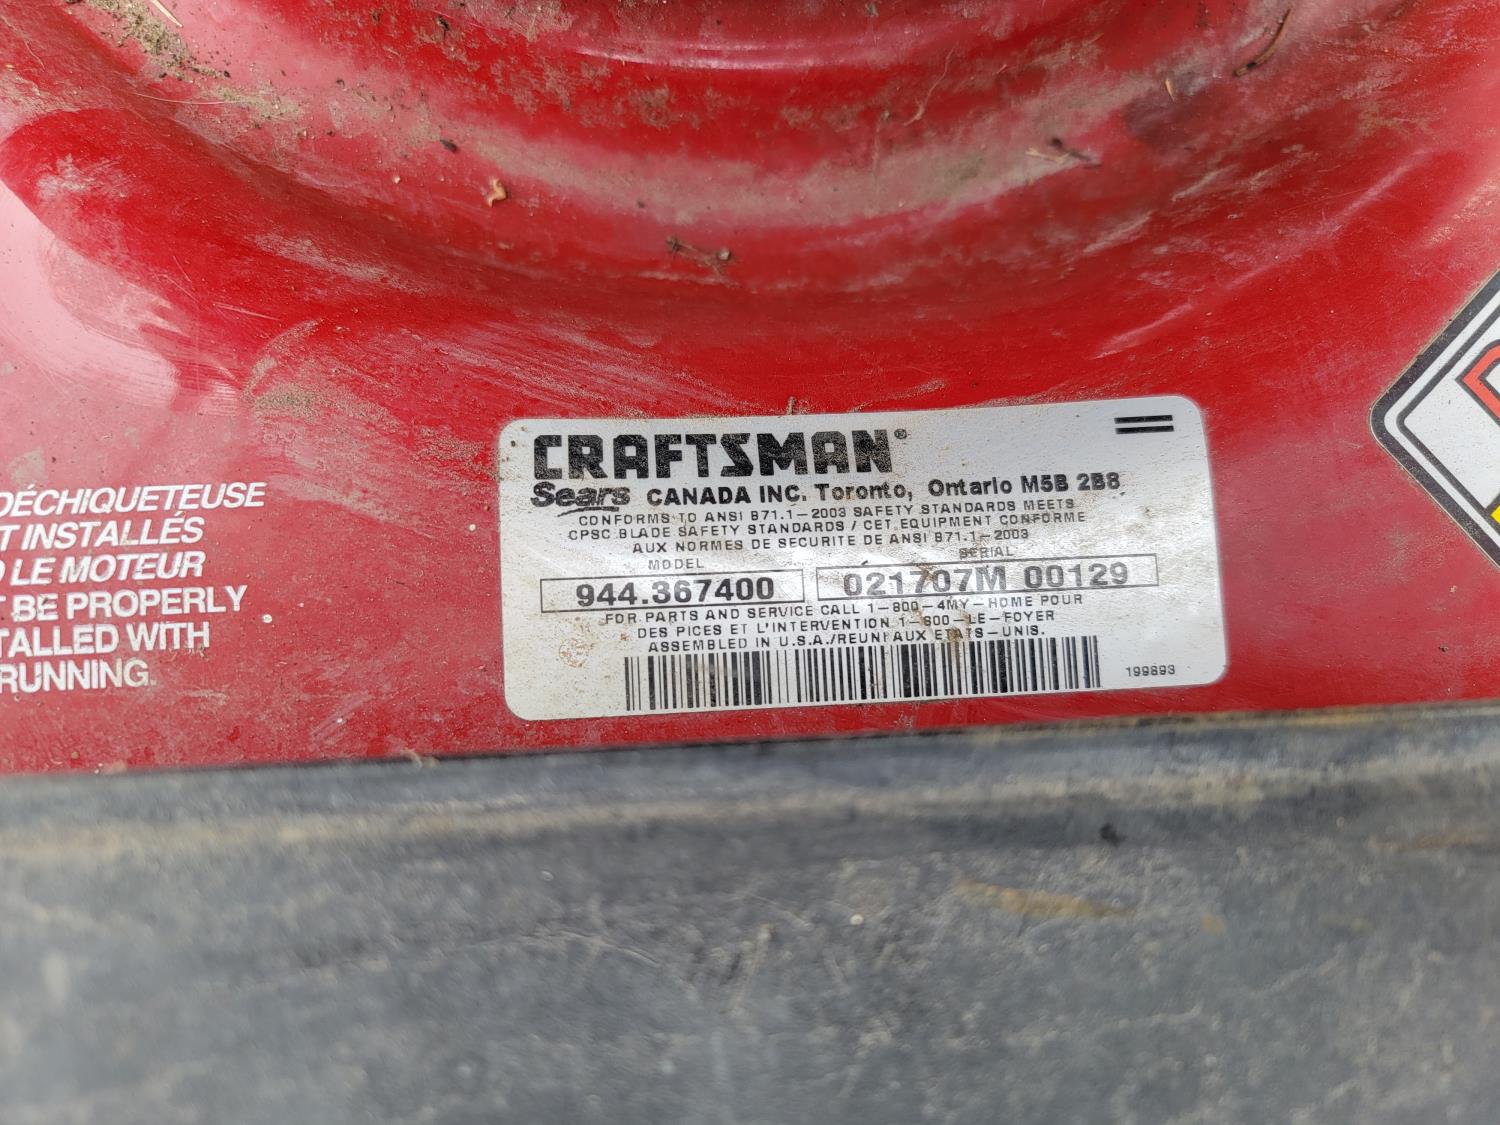 DÉCHIQUETEUSE
T INSTALLÉS
LE MOTEUR
BE PROPERLY
TALLED WITH
RUNNING.
CRAFTSMAN®
Sears CANADA INC. Toronto, Ontario M5B 2B8
CONFORMS TO ANSI B71.1-2003 SAFETY STANDARDS MEETS
CPSC BLADE SAFETY STANDARDS / CET EQUIPMENT CONFORME
AUX NORMES DE SECURITE DE ANSI B71.1-2003
MODEL SERIAL
944.367400 021707M 00129
FOR PARTS AND SERVICE CALL 1-800-4MY-HOME POUR
DES PICES ET L'INTERVENTION 1-800-LE-FOYER
ASSEMBLED IN U.S.A./REUNI AUX ETATS-UNIS.
199893